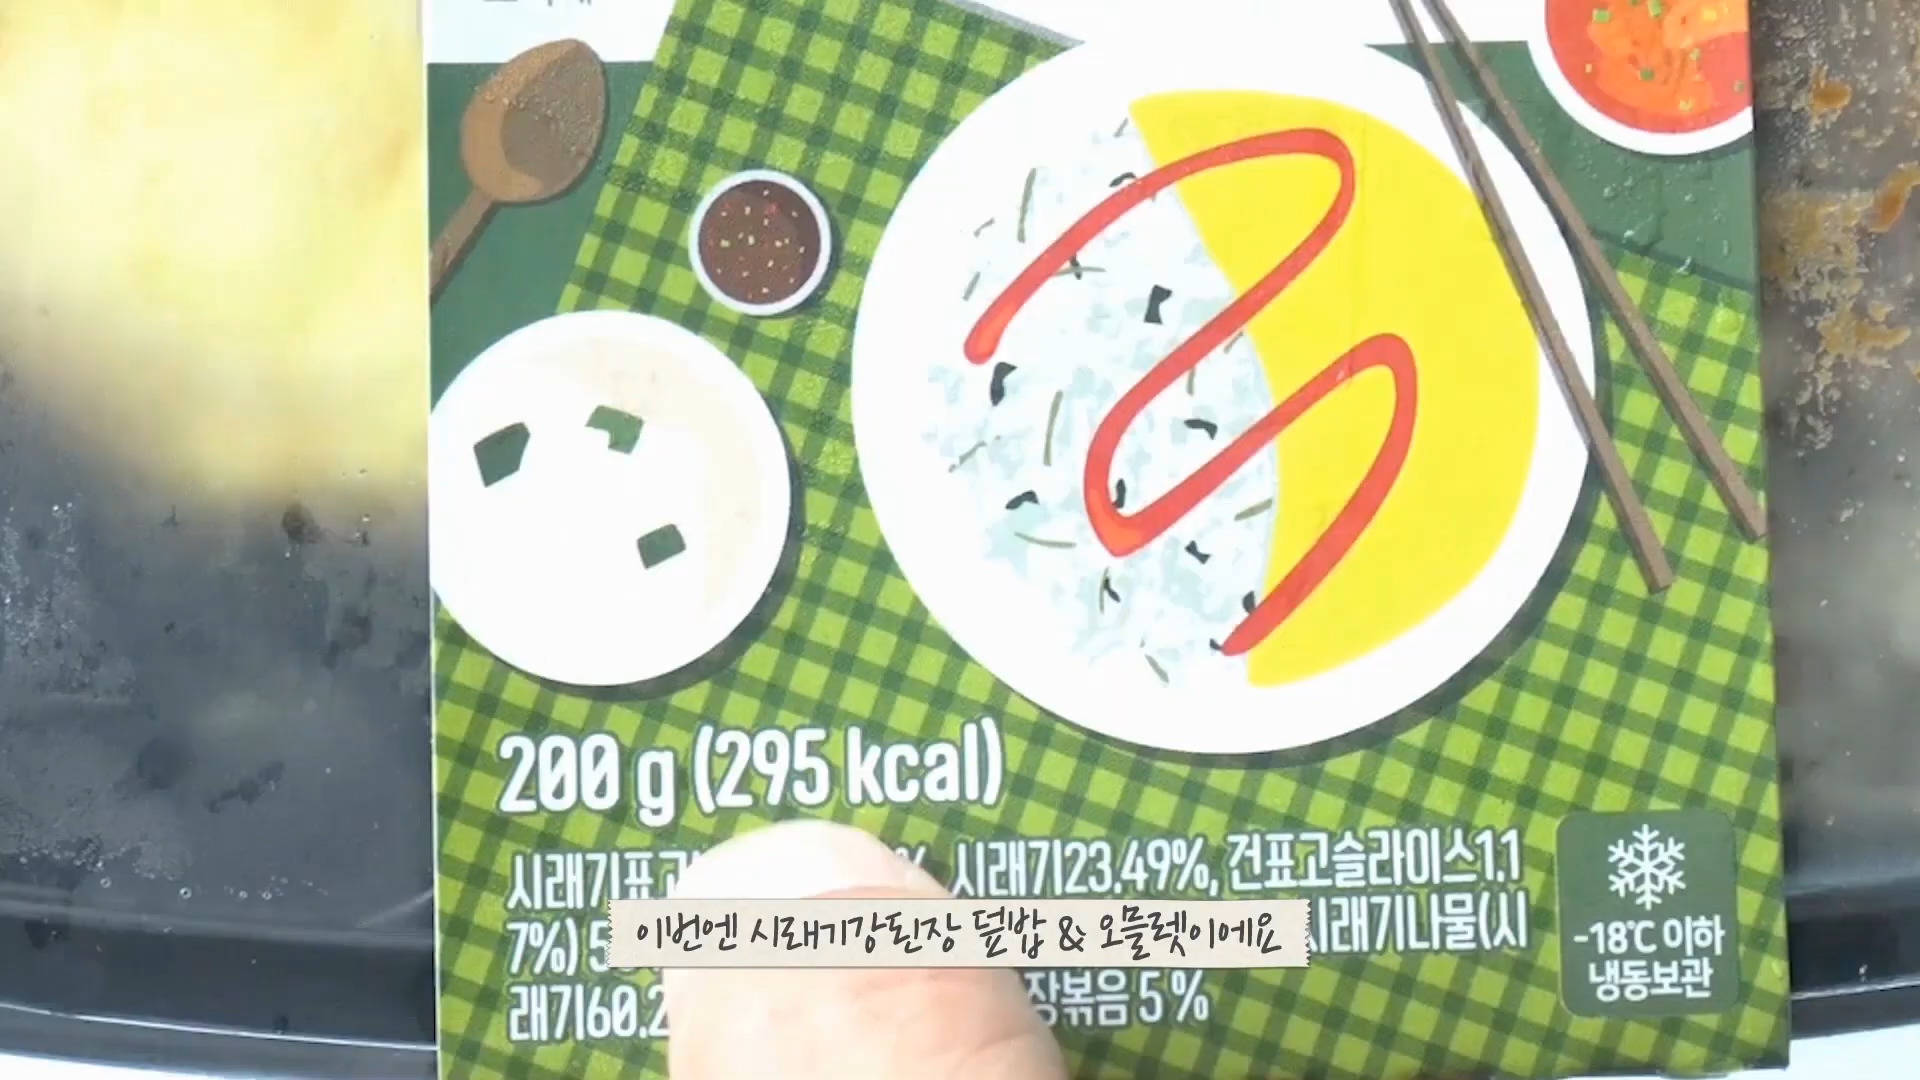 200 g (295 kcal)
시래기표고 %, 시래기23.49%, 건표고슬라이스1.1
7%) 시래기나물(시
래기60.2 장볶음 5 %
이번엔 시래기강된장 덮밥 & 오믈렛이에요
-18℃ 이하
냉동보관